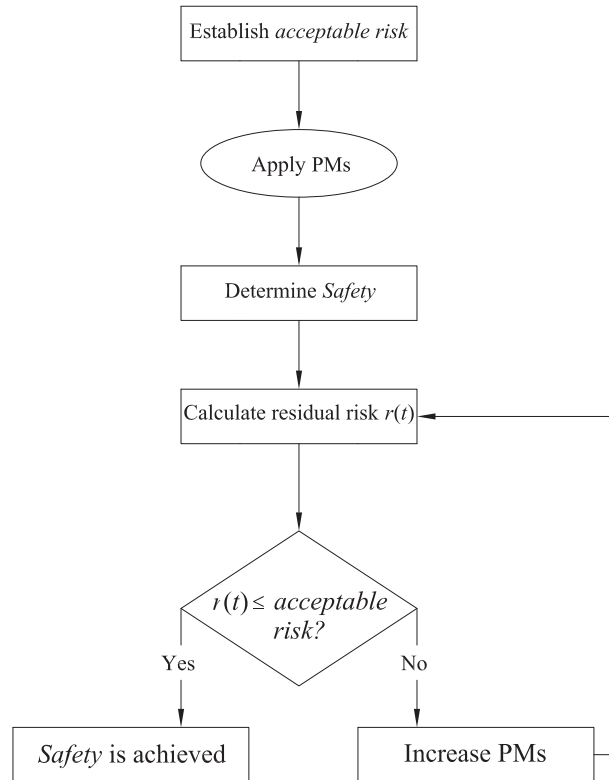 Establish acceptable risk
Apply PMs
Determine Safety
Calculate residual risk r(t)
r(t) ≤ acceptable
risk?
Yes
No
Safety is achieved
Increase PMs